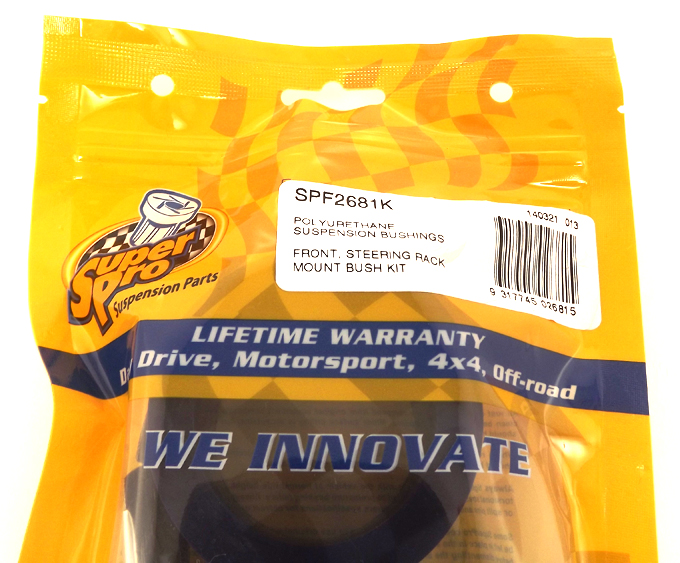 Super
Pro
Suspension Parts
SPF2681K
POLYURETHANE
SUSPENSION BUSHINGS
FRONT, STEERING RACK
MOUNT BUSH KIT
140321 013
9 317745 026815
LIFETIME WARRANTY
Drive, Motorsport, 4x4, Off-road
WE INNOVATE